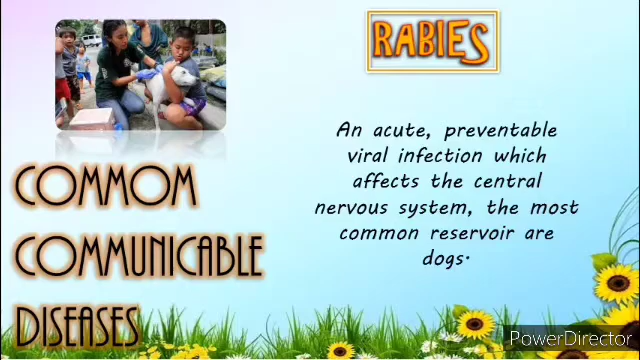 RABIES
An acute, preventable
viral infection which
affects the central
nervous system, the most
common reservoir are
dogs.
COMMOM
COMMUNICABLE
DISEASES
PowerDirector